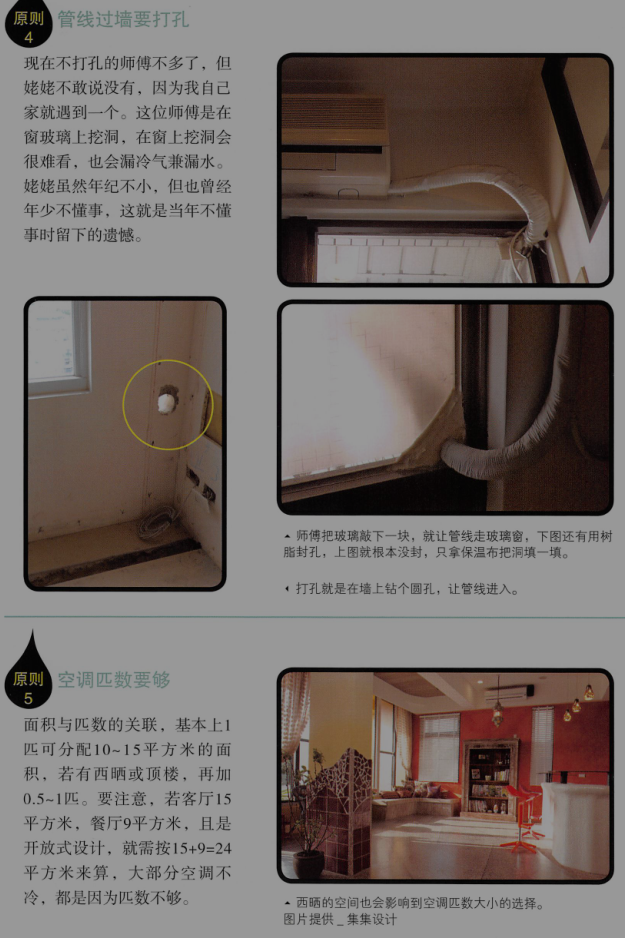 原则
4
管线过墙要打孔
现在不打孔的师傅不多了，但
姥姥不敢说没有，因为我自己
家就遇到一个。这位师傅是在
窗玻璃上挖洞，在窗上挖洞会
很难看，也会漏冷气兼漏水。
姥姥虽然年纪不小，但也曾经
年少不懂事，这就是当年不懂
事时留下的遗憾。
▲ 师傅把玻璃敲下一块，就让管线走玻璃窗，下图还有用树
脂封孔，上图就根本没封，只拿保温布把洞填一填。
◀ 打孔就是在墙上钻个圆孔，让管线进入。
原则
5
空调匹数要够
面积与匹数的关联，基本上1
匹可分配10~15平方米的面
积，若有西晒或顶楼，再加
0.5~1匹。要注意，若客厅15
平方米，餐厅9平方米，且是
开放式设计，就需按15+9=24
平方米来算，大部分空调不
冷，都是因为匹数不够。
▲ 西晒的空间也会影响到空调匹数大小的选择。
图片提供 _ 集集设计